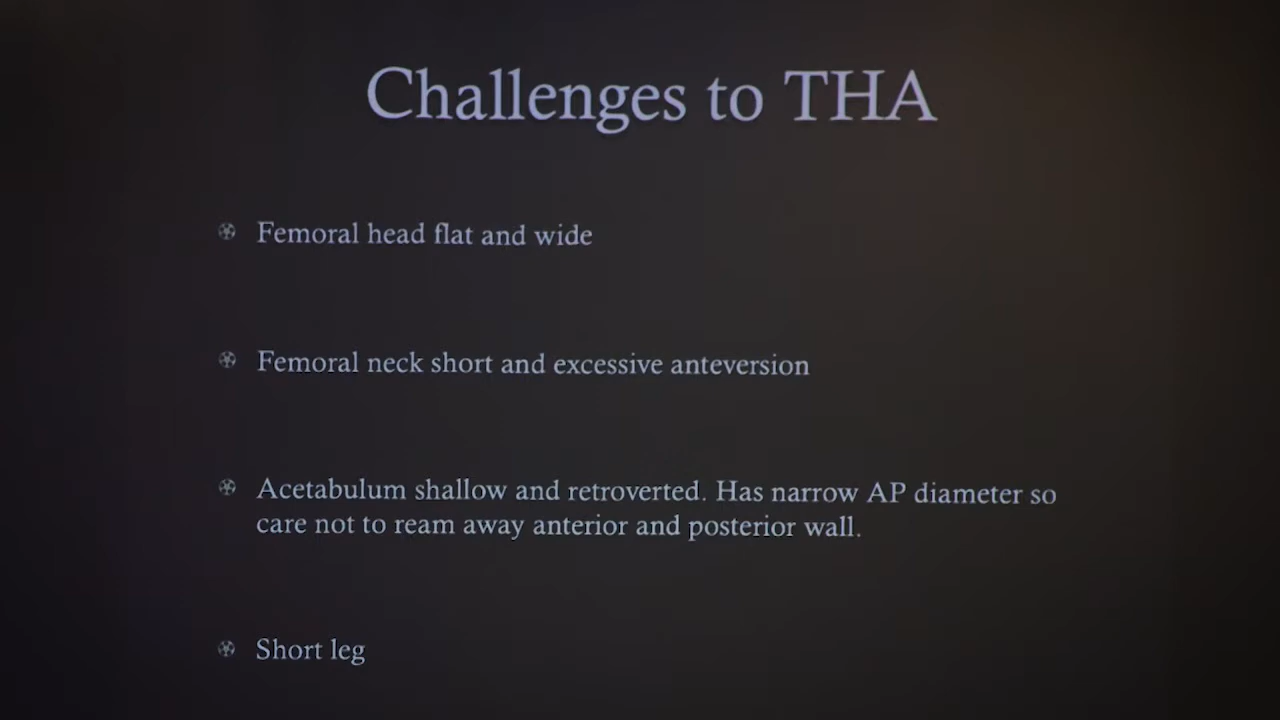 Challenges to THA
Femoral head flat and wide
Femoral neck short and excessive anteversion
Acetabulum shallow and retroverted. Has narrow AP diameter so
care not to ream away anterior and posterior wall.
Short leg